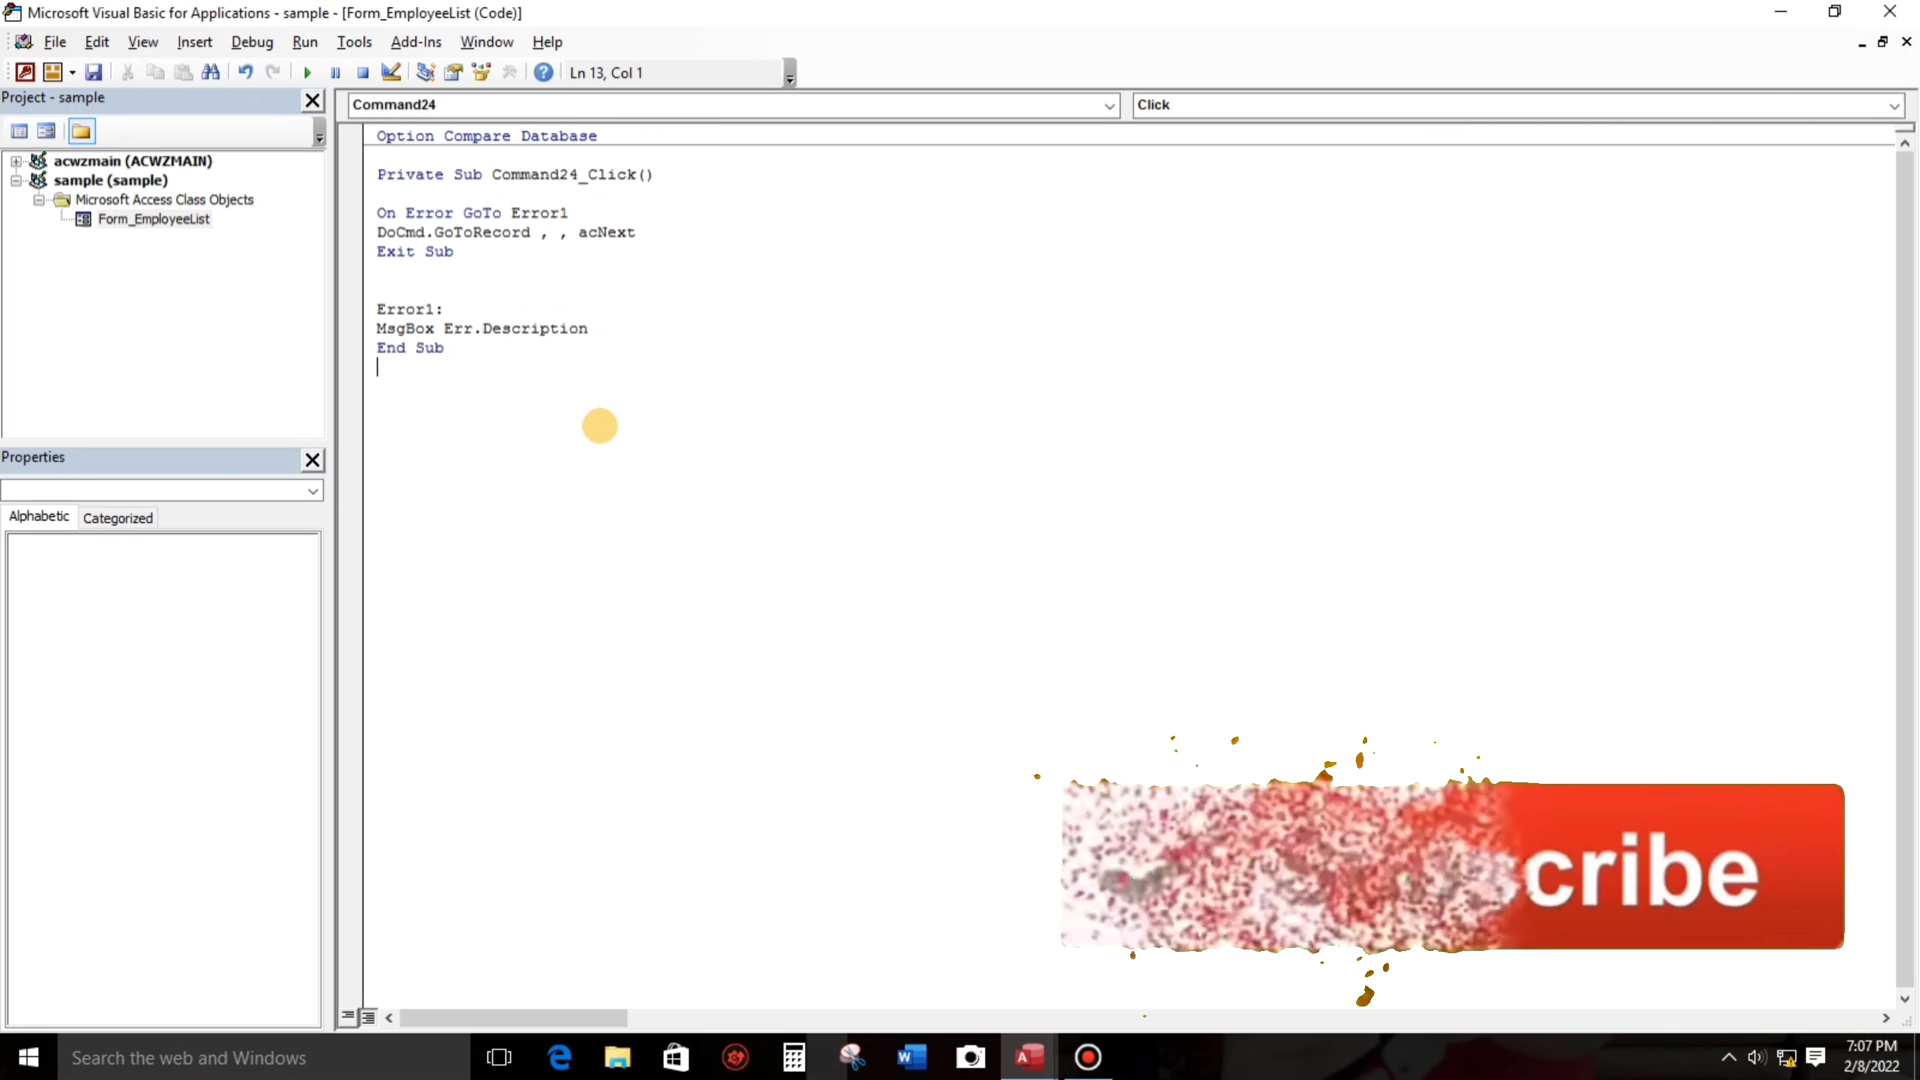 Microsoft Visual Basic for Applications - sample - [Form_EmployeeList (Code)]
File Edit View Insert Debug Run Tools Add-Ins Window Help
Ln 13, Col 1
Project - sample
acwzmain (ACWZMAIN)
sample (sample)
Microsoft Access Class Objects
Form_EmployeeList
Properties
Alphabetic Categorized
Command24 Click
Option Compare Database
Private Sub Command24_Click()
On Error GoTo Error1
DoCmd.GoToRecord , , acNext
Exit Sub
Error1:
MsgBox Err.Description
End Sub
cribe
Search the web and Windows
7:07 PM
2/8/2022